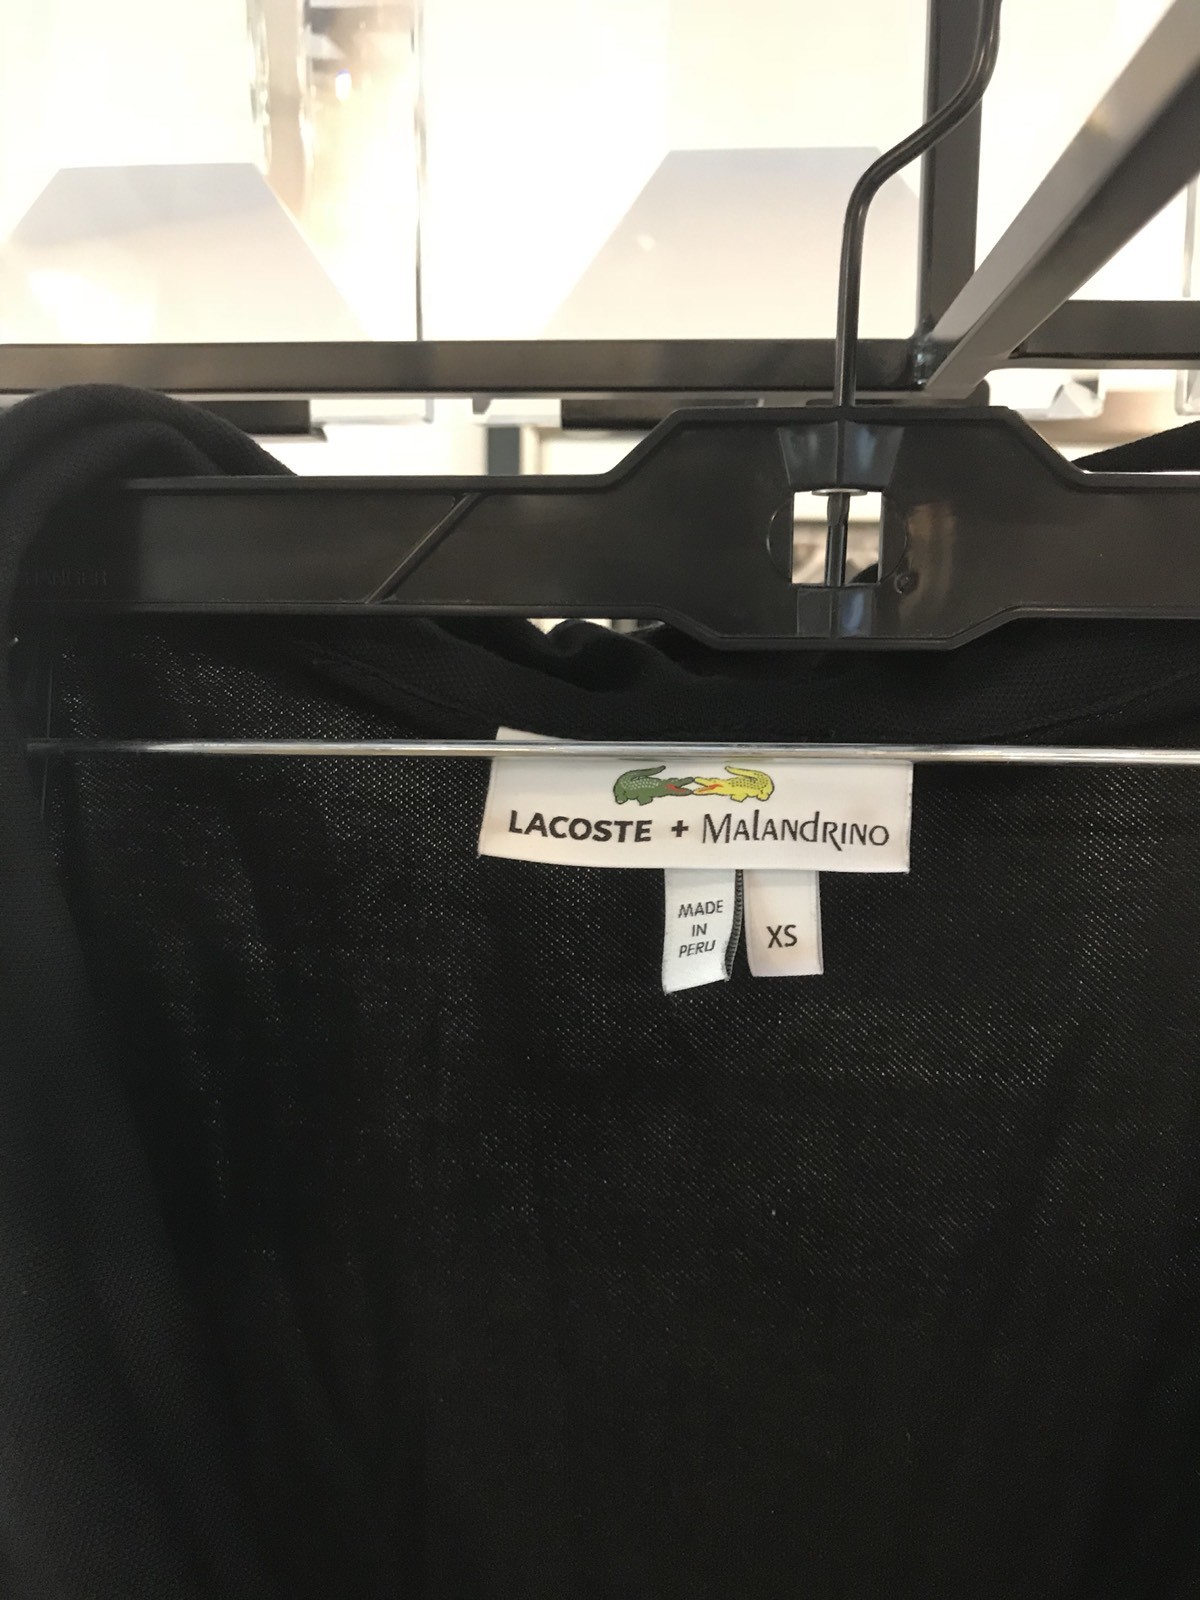 LACOSTE + MALANDRINO
MADE
IN
PERU
XS